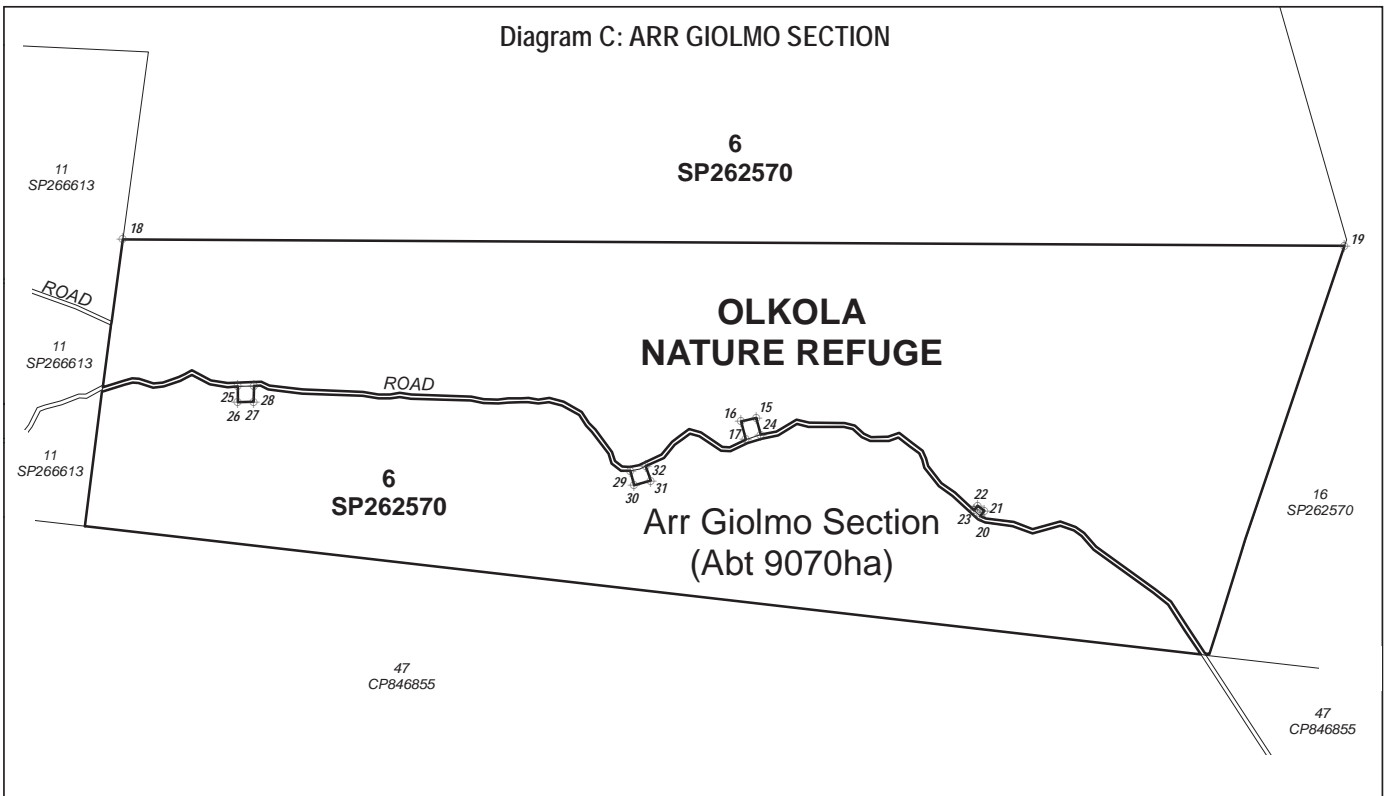 Diagram C: ARR GIOLMO SECTION
6
SP262570
11
SP266613
18
19
ROAD
OLKOLA
NATURE REFUGE
11
SP266613
ROAD
25
28
26
27
16
15
17
24
11
SP266613
6
SP262570
29
32
30
31
22
21
23
20
Arr Giolmo Section
(Abt 9070ha)
16
SP262570
47
CP846855
47
CP846855